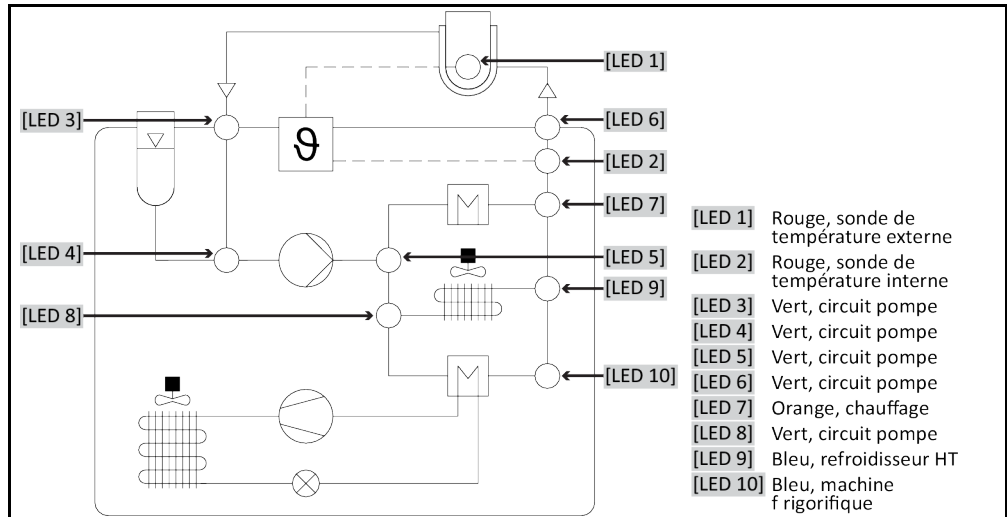 [LED 1]
[LED 3]
[LED 6]
ϑ
[LED 2]
[LED 7]
[LED 4]
[LED 5]
[LED 9]
[LED 8]
[LED 10]
[LED 1] Rouge, sonde de
température externe
[LED 2] Rouge, sonde de
température interne
[LED 3] Vert, circuit pompe
[LED 4] Vert, circuit pompe
[LED 5] Vert, circuit pompe
[LED 6] Vert, circuit pompe
[LED 7] Orange, chauffage
[LED 8] Vert, circuit pompe
[LED 9] Bleu, refroidisseur HT
[LED 10] Bleu, machine
f rigorifique